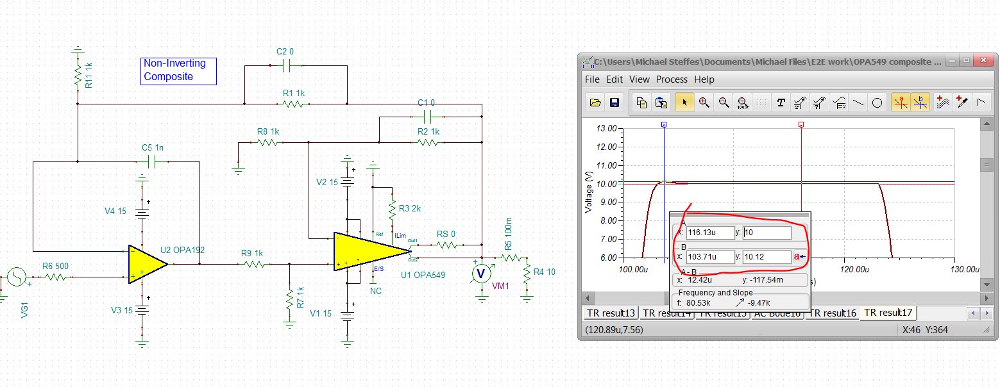 C2 0
Non-Inverting
Composite
R11 1k
R1 1k
C1 0
R8 1k
R2 1k
C5 1n
V2 15
V4 15
R3 2k
Ref
ILim
Out1
RS 0
Out2
R5 100m
U2 OPA192
R9 1k
R6 500
E/S
U1 OPA549
V
VM1
R4 10
VG1
NC
R7 1k
V3 15
V1 15
C:\Users\Michael Steffes\Documents\Michael Files\E2E work\OPA549 composite ...
File Edit View Process Help
100%
T
a
b
13.00
12.00
11.00
10.00
9.00
8.00
7.00
6.00
Voltage (V)
100.00u
120.00u
130.00u
s)
A
x: 116.13u y: 10
B
x: 103.71u y: 10.12
a
A - B
x: 12.42u y: -117.54m
Frequency and Slope
f: 80.53k -9.47k
TR result13 TR result14 TR result15 AC Bode16 TR result16 TR result17
(120.89u,7.56) X:46 Y:364